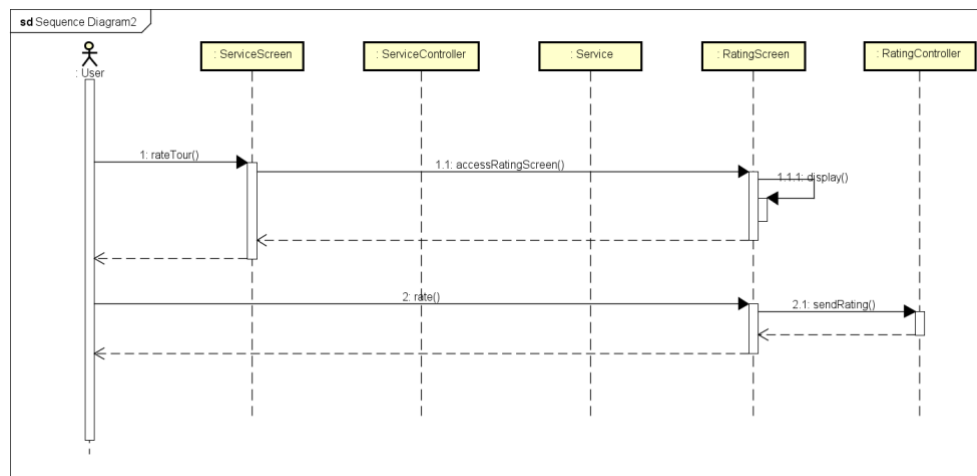 sd Sequence Diagram2
: User
: ServiceScreen
: ServiceController
: Service
: RatingScreen
: RatingController
1: rateTour()
1.1: accessRatingScreen()
1.1.1: display()
2: rate()
2.1: sendRating()